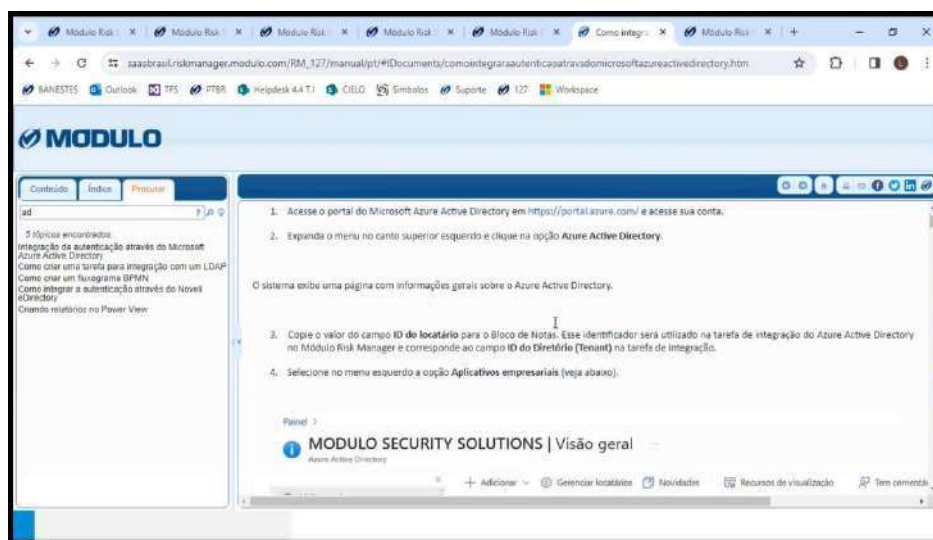 Módulo Risk
Módulo Risk
Módulo Risk
Módulo Risk
Módulo Risk
Como integra
Módulo Risk
saasbrasil.riskmanager.modulo.com/RM_127/manual/pt/#!Documents/comointegraraautenticaoatravsdomicrosoftazureactivedirectory.htm
BANESTES Outlook TFS PTBR Helpdesk 4.4 T.I CIELO Símbolos Suporte 127 Workspace
MODULO
Conteúdo Índice Procurar
ad
5 tópicos encontrados.
Integração da autenticação através do Microsoft
Azure Active Directory
Como criar uma tarefa para integração com um LDAP
Como criar um fluxograma BPMN
Como integrar a autenticação através do Novell
eDirectory
Criando relatórios no Power View
1. Acesse o portal do Microsoft Azure Active Directory em https://portal.azure.com/ e acesse sua conta.
2. Expanda o menu no canto superior esquerdo e clique na opção Azure Active Directory.
O sistema exibe uma página com informações gerais sobre o Azure Active Directory.
3. Copie o valor do campo ID do locatário para o Bloco de Notas. Esse identificador será utilizado na tarefa de integração do Azure Active Directory
no Módulo Risk Manager e corresponde ao campo ID do Diretório (Tenant) na tarefa de integração.
4. Selecione no menu esquerdo a opção Aplicativos empresariais (veja abaixo).
Painel >
MODULO SECURITY SOLUTIONS | Visão geral
Azure Active Directory
Adicionar Gerenciar locatários Novidades Recursos de visualização Tem comentá